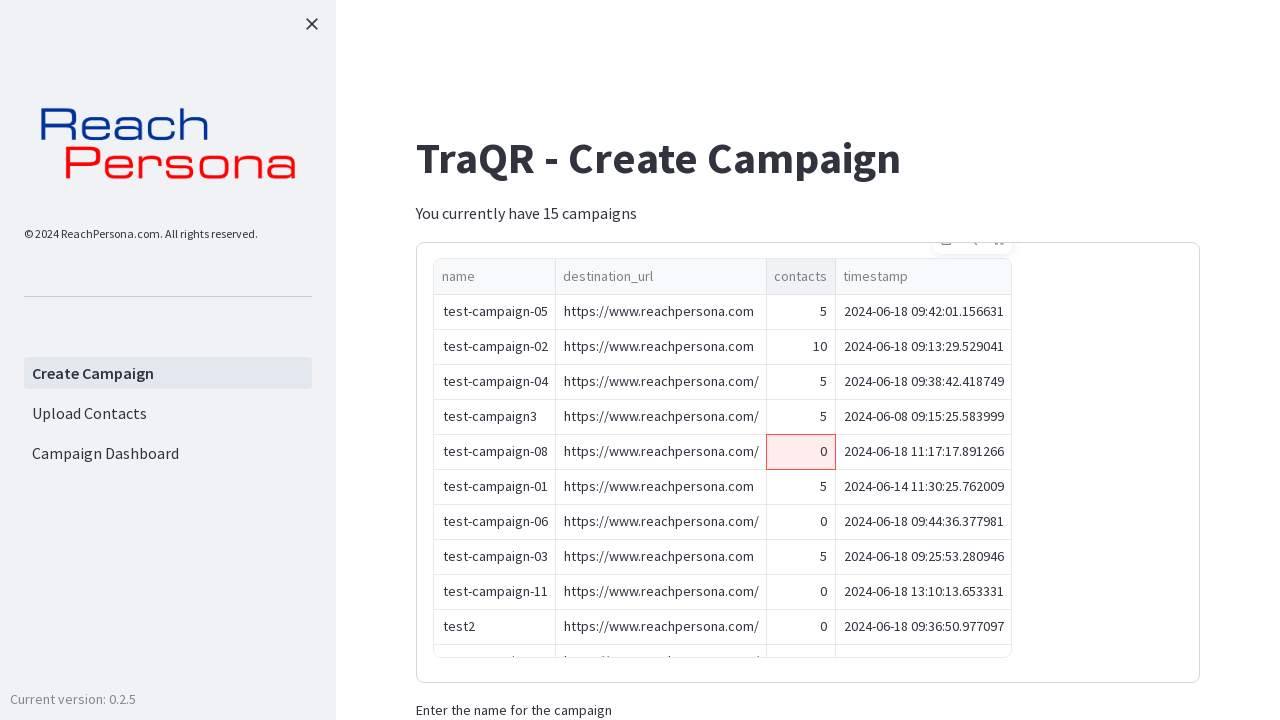 Reach
Persona
© 2024 ReachPersona.com. All rights reserved.
Create Campaign
Upload Contacts
Campaign Dashboard
Current version: 0.2.5
TraQR - Create Campaign
You currently have 15 campaigns
name destination_url contacts timestamp
test-campaign-05 https://www.reachpersona.com 5 2024-06-18 09:42:01.156631
test-campaign-02 https://www.reachpersona.com 10 2024-06-18 09:13:29.529041
test-campaign-04 https://www.reachpersona.com/ 5 2024-06-18 09:38:42.418749
test-campaign3 https://www.reachpersona.com/ 5 2024-06-08 09:15:25.583999
test-campaign-08 https://www.reachpersona.com/ 0 2024-06-18 11:17:17.891266
test-campaign-01 https://www.reachpersona.com 5 2024-06-14 11:30:25.762009
test-campaign-06 https://www.reachpersona.com/ 0 2024-06-18 09:44:36.377981
test-campaign-03 https://www.reachpersona.com 5 2024-06-18 09:25:53.280946
test-campaign-11 https://www.reachpersona.com/ 0 2024-06-18 13:10:13.653331
test2 https://www.reachpersona.com/ 0 2024-06-18 09:36:50.977097
Enter the name for the campaign